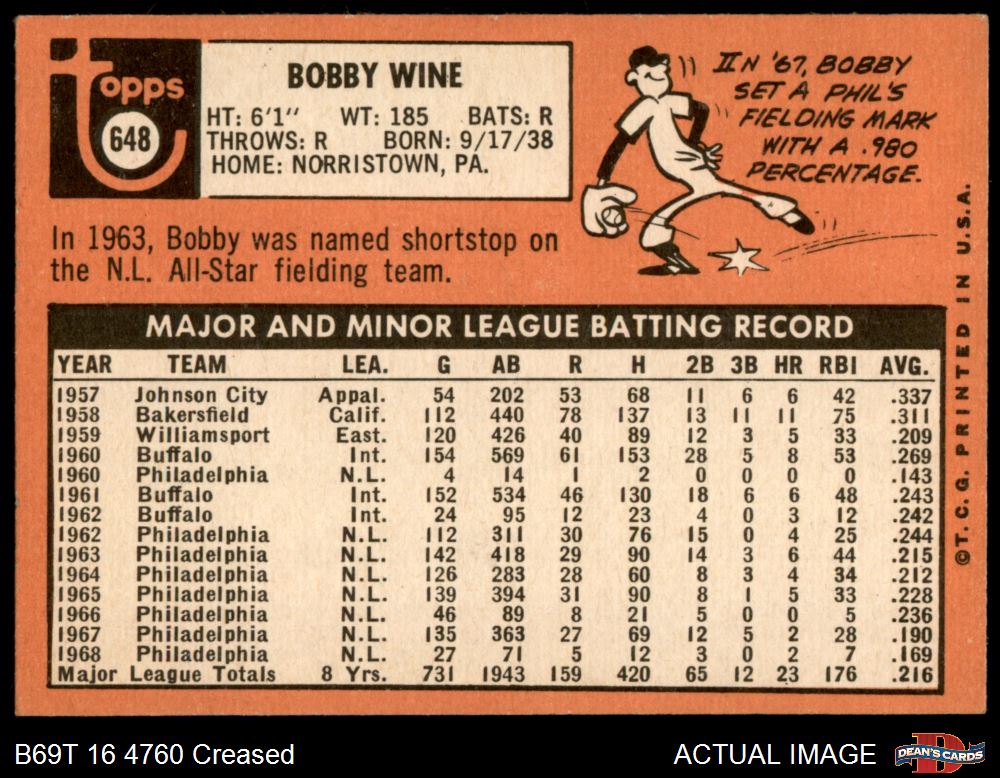 Topps
648
BOBBY WINE
HT: 6'1" WT: 185 BATS: R
THROWS: R BORN: 9/17/38
HOME: NORRISTOWN, PA.
IN '67, BOBBY
SET A PHIL'S
FIELDING MARK
WITH A .980
PERCENTAGE.
In 1963, Bobby was named shortstop on
the N.L. All-Star fielding team.
MAJOR AND MINOR LEAGUE BATTING RECORD
YEAR TEAM LEA. G AB R H 2B 3B HR RBI AVG.
1957 Johnson City Appal. 54 202 53 68 11 6 6 42 .337
1958 Bakersfield Calif. 112 440 78 137 13 11 11 75 .311
1959 Williamsport East. 120 426 40 89 12 3 5 33 .209
1960 Buffalo Int. 154 569 61 153 28 5 8 53 .269
1960 Philadelphia N.L. 4 14 1 2 0 0 0 0 .143
1961 Buffalo Int. 152 534 46 130 18 6 6 48 .243
1962 Buffalo Int. 24 95 12 23 4 0 3 12 .242
1962 Philadelphia N.L. 112 311 30 76 15 0 4 25 .244
1963 Philadelphia N.L. 142 418 29 90 14 3 6 44 .215
1964 Philadelphia N.L. 126 283 28 60 8 3 4 34 .212
1965 Philadelphia N.L. 139 394 31 90 8 1 5 33 .228
1966 Philadelphia N.L. 46 89 8 21 5 0 0 5 .236
1967 Philadelphia N.L. 135 363 27 69 12 5 2 28 .190
1968 Philadelphia N.L. 27 71 5 12 3 0 2 7 .169
Major League Totals 8 Yrs. 731 1943 159 420 65 12 23 176 .216
©T.C.G. PRINTED IN U.S.A.
B69T 16 4760 Creased
ACTUAL IMAGE
DEAN'S CARDS